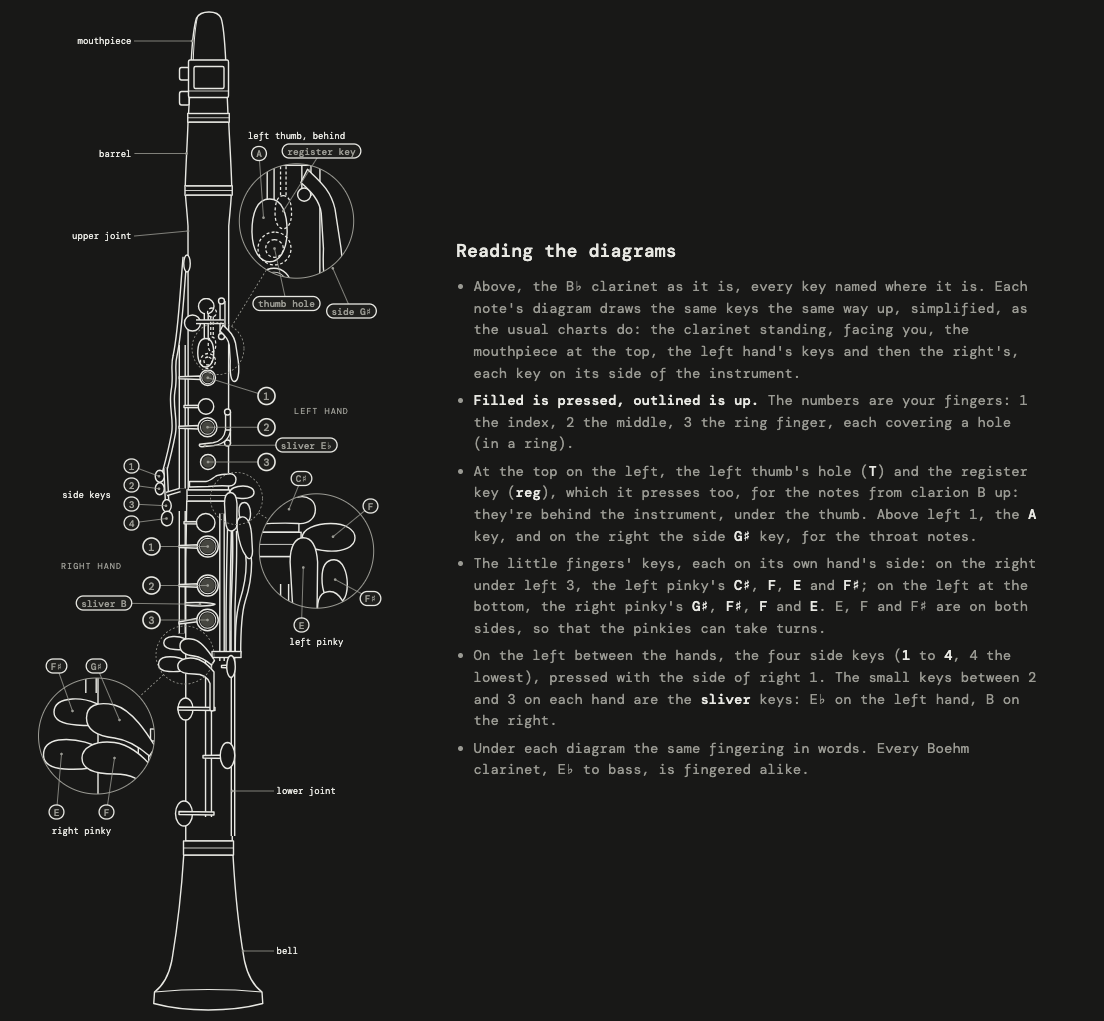 mouthpiece
barrel
upper joint
left thumb, behind
A
register key
thumb hole
side G♯
1
LEFT HAND
2
sliver E♭
3
side keys
1
2
3
4
C♯
F
F♯
E
left pinky
1
RIGHT HAND
2
sliver B
3
F♯
G♯
E
F
right pinky
lower joint
bell
Reading the diagrams
• Above, the B♭ clarinet as it is, every key named where it is. Each
note's diagram draws the same keys the same way up, simplified, as
the usual charts do: the clarinet standing, facing you, the
mouthpiece at the top, the left hand's keys and then the right's,
each key on its side of the instrument.
• Filled is pressed, outlined is up. The numbers are your fingers: 1
the index, 2 the middle, 3 the ring finger, each covering a hole
(in a ring).
• At the top on the left, the left thumb's hole (T) and the register
key (reg), which it presses too, for the notes from clarion B up:
they're behind the instrument, under the thumb. Above left 1, the A
key, and on the right the side G♯ key, for the throat notes.
• The little fingers' keys, each on its own hand's side: on the right
under left 3, the left pinky's C♯, F, E and F♯; on the left at the
bottom, the right pinky's G♯, F♯, F and E. E, F and F♯ are on both
sides, so that the pinkies can take turns.
• On the left between the hands, the four side keys (1 to 4, 4 the
lowest), pressed with the side of right 1. The small keys between 2
and 3 on each hand are the sliver keys: E♭ on the left hand, B on
the right.
• Under each diagram the same fingering in words. Every Boehm
clarinet, E♭ to bass, is fingered alike.